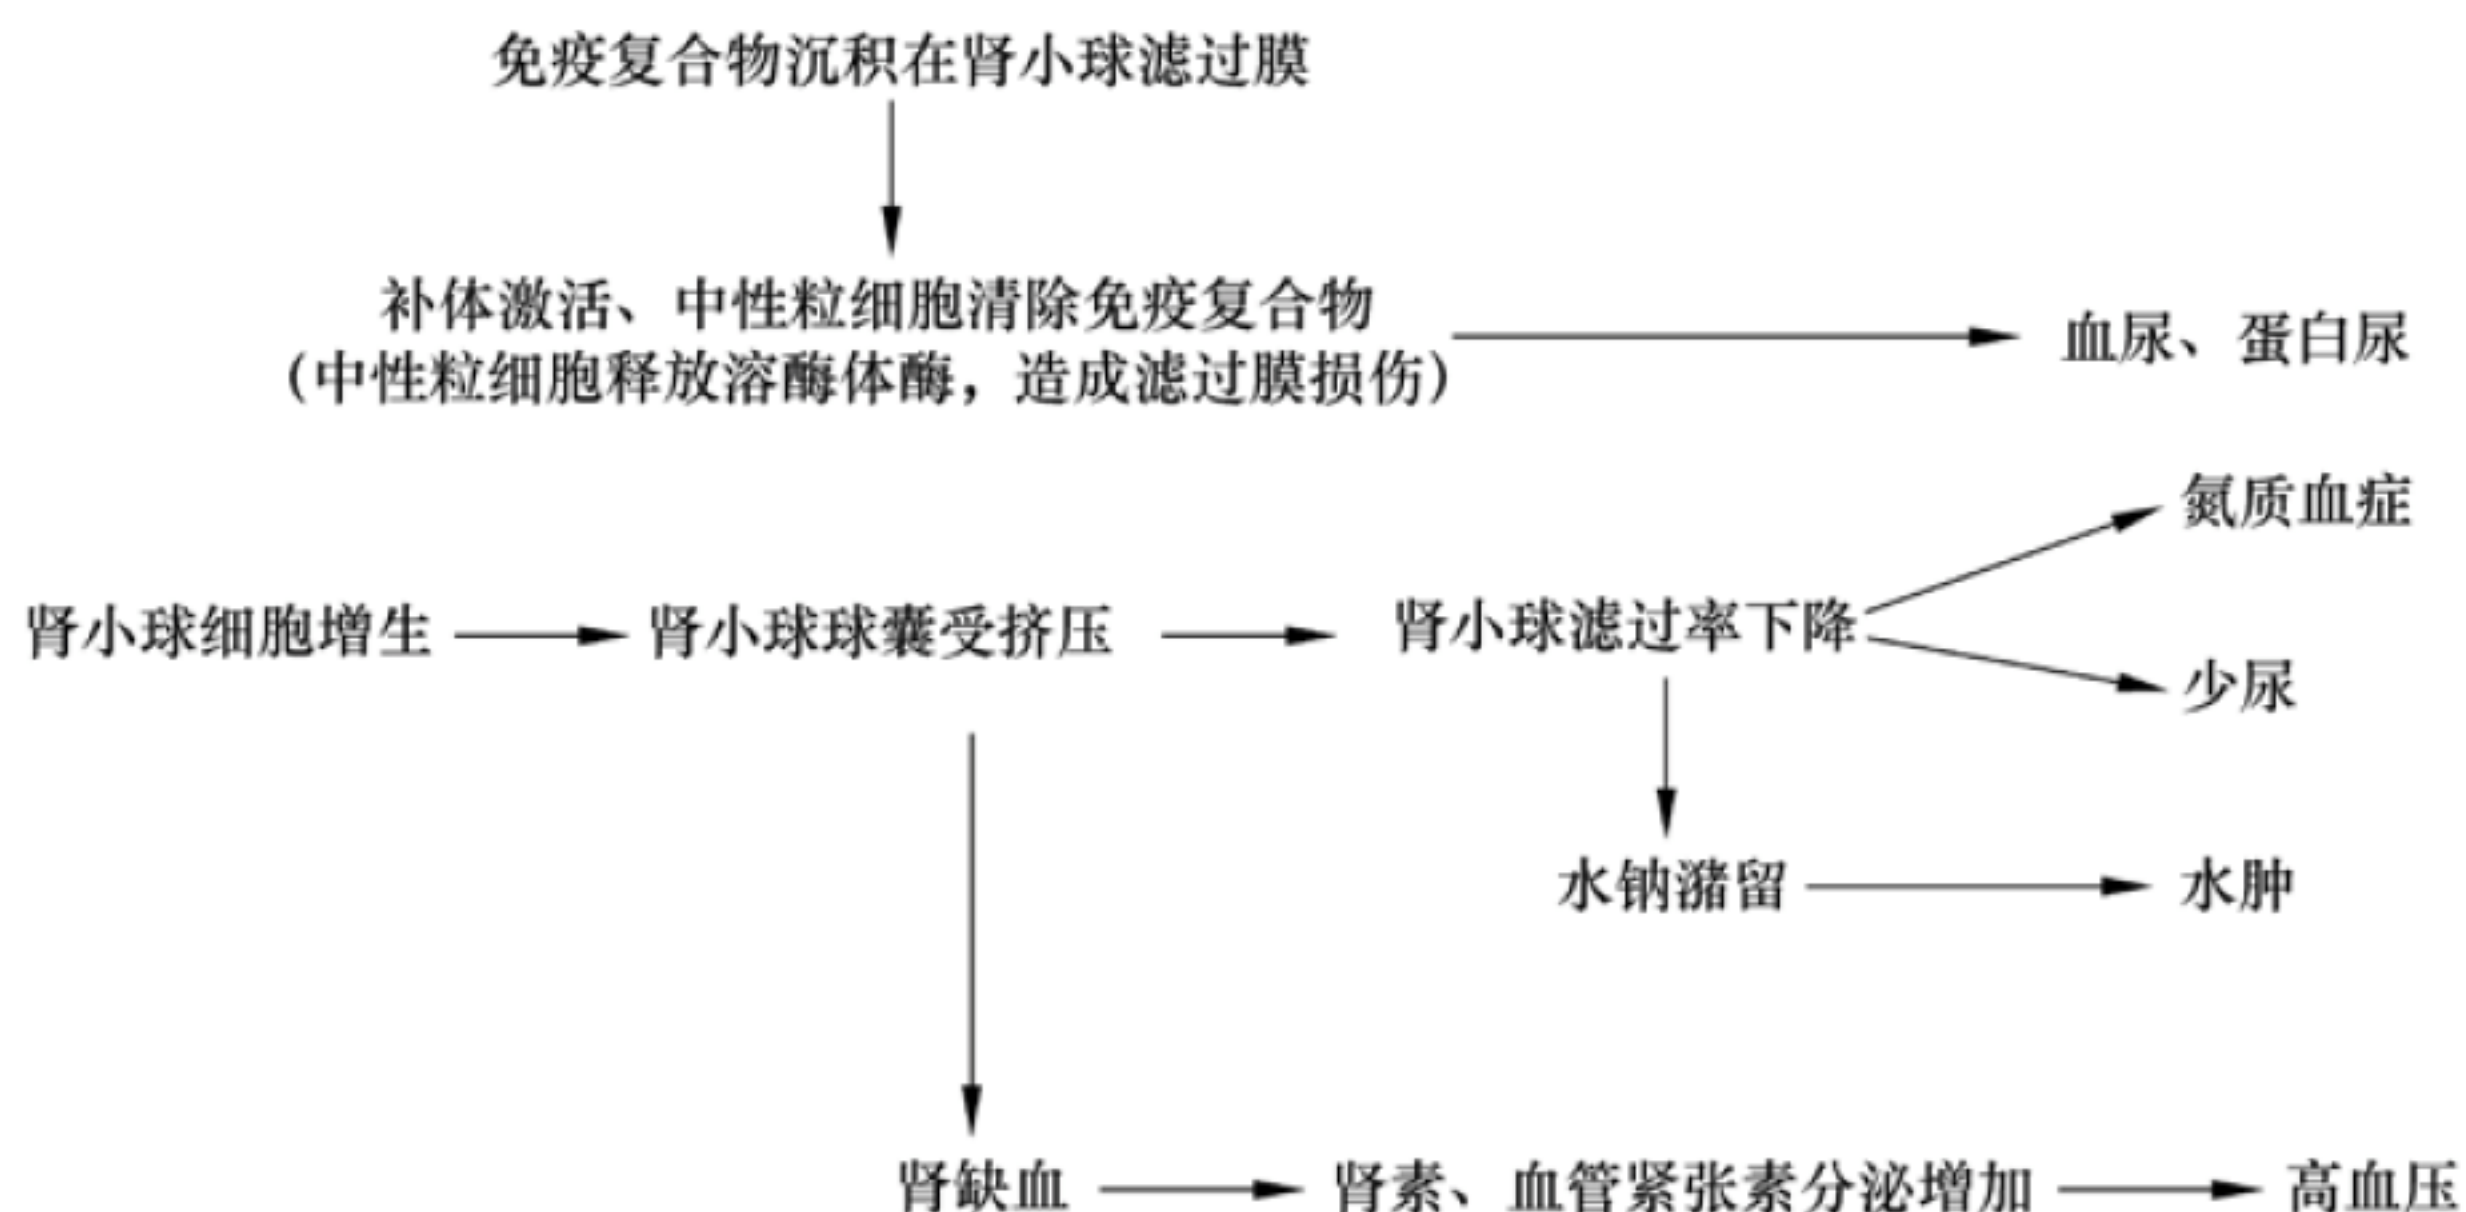 免疫复合物沉积在肾小球滤过膜
补体激活、中性粒细胞清除免疫复合物
(中性粒细胞释放溶酶体酶，造成滤过膜损伤)
血尿、蛋白尿
氮质血症
肾小球细胞增生
肾小球球囊受挤压
肾小球滤过率下降
少尿
水钠潴留
水肿
肾缺血
肾素、血管紧张素分泌增加
高血压